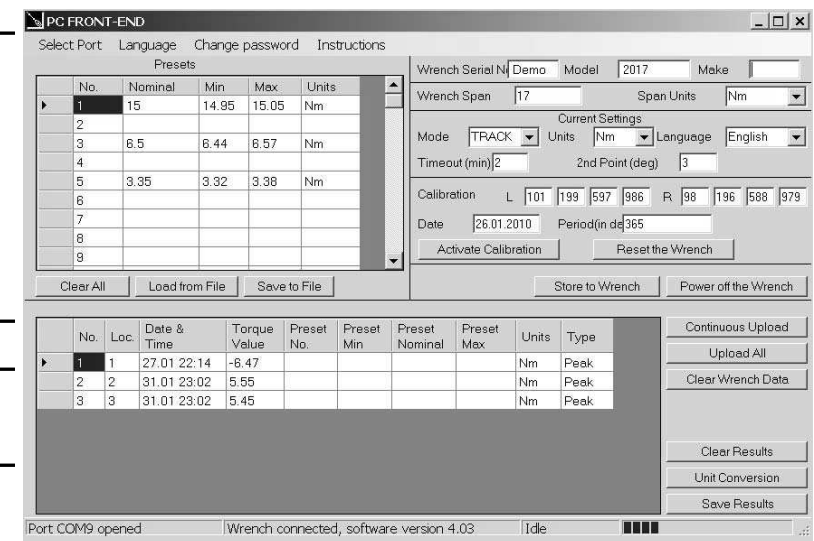 PC FRONT-END
Select Port Language Change password Instructions
Presets
No. Nominal Min Max Units
1 15 14.95 15.05 Nm
2
3 6.5 6.44 6.57 Nm
4
5 3.35 3.32 3.38 Nm
6
7
8
9
Clear All Load from File Save to File
Wrench Serial N Demo Model 2017 Make
Wrench Span 17 Span Units Nm
Current Settings
Mode TRACK Units Nm Language English
Timeout (min) 2 2nd Point (deg) 3
Calibration L 101 199 597 986 R 98 196 588 979
Date 26.01.2010 Period(in da 365
Activate Calibration Reset the Wrench
Store to Wrench Power off the Wrench
No. Loc. Date & Time Torque Value Preset No. Preset Min Preset Nominal Preset Max Units Type
1 1 27.01 22:14 -6.47 Nm Peak
2 2 31.01 23:02 5.55 Nm Peak
3 3 31.01 23:02 5.45 Nm Peak
Continuous Upload
Upload All
Clear Wrench Data
Clear Results
Unit Conversion
Save Results
Port COM9 opened Wrench connected, software version 4.03 Idle